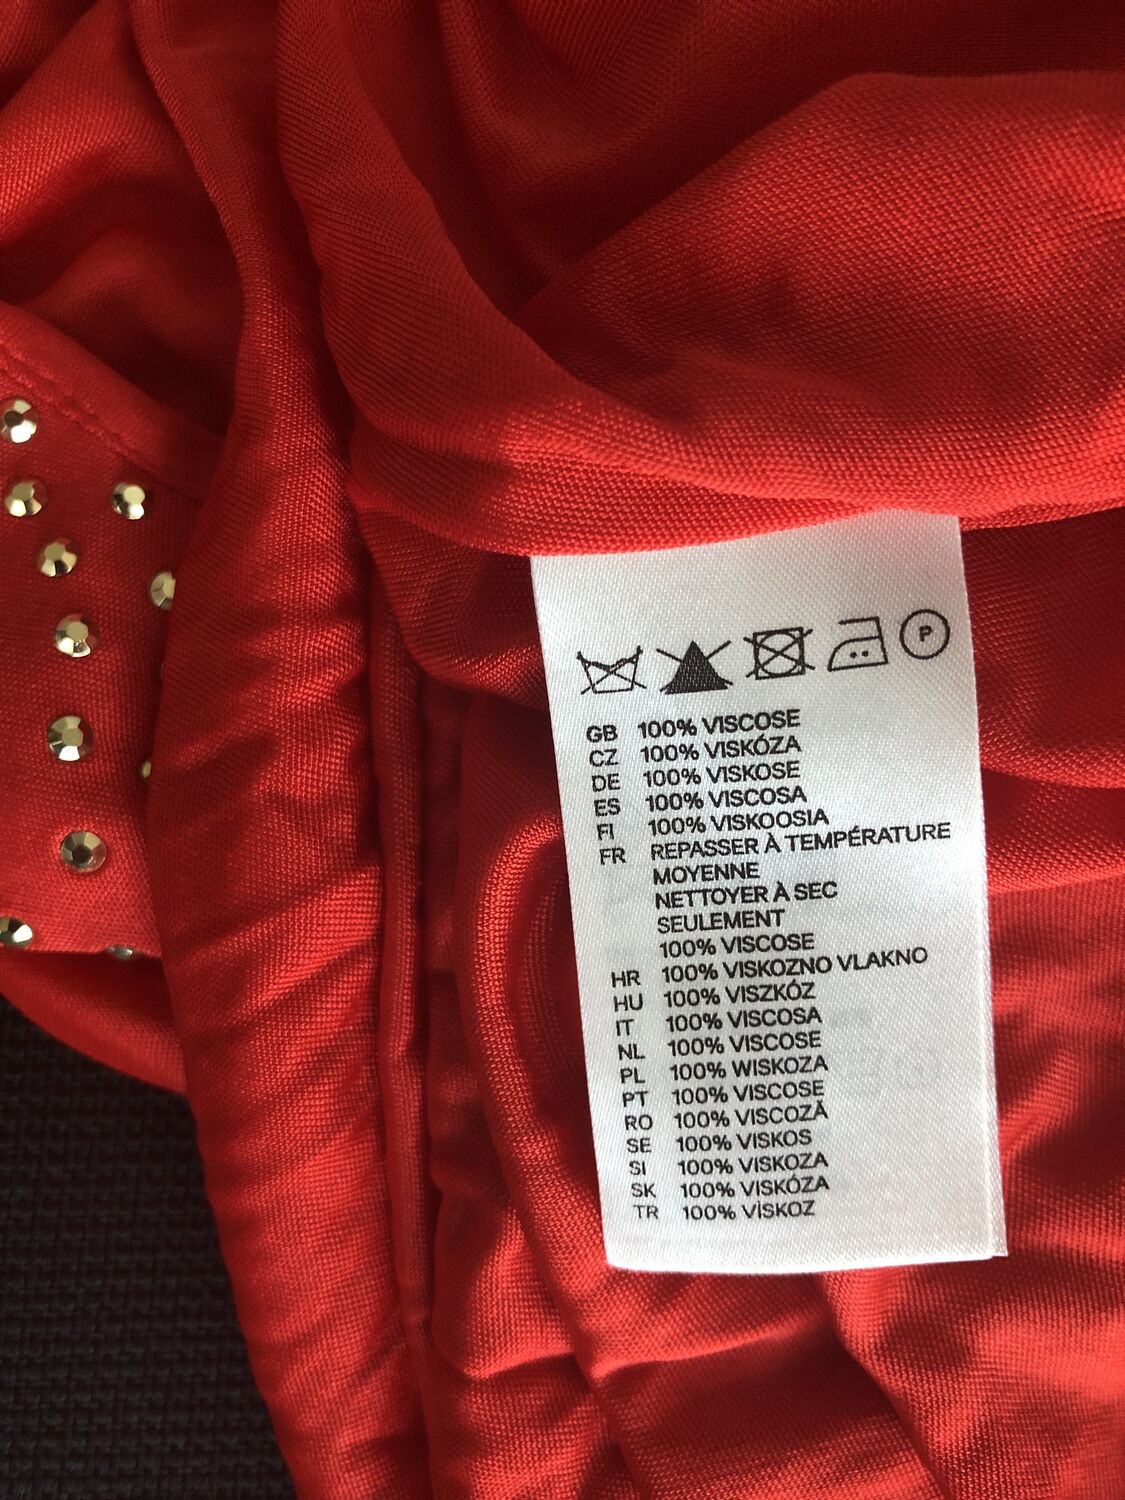 P
GB 100% VISCOSE
CZ 100% VISKÓZA
DE 100% VISKOSE
ES 100% VISCOSA
FI 100% VISKOOSIA
FR REPASSER À TEMPÉRATURE
MOYENNE
NETTOYER À SEC
SEULEMENT
100% VISCOSE
HR 100% VISKOZNO VLAKNO
HU 100% VISZKÓZ
IT 100% VISCOSA
NL 100% VISCOSE
PL 100% WISKOZA
PT 100% VISCOSE
RO 100% VISCOZĂ
SE 100% VISKOS
SI 100% VISKOZA
SK 100% VISKÓZA
TR 100% VİSKOZ